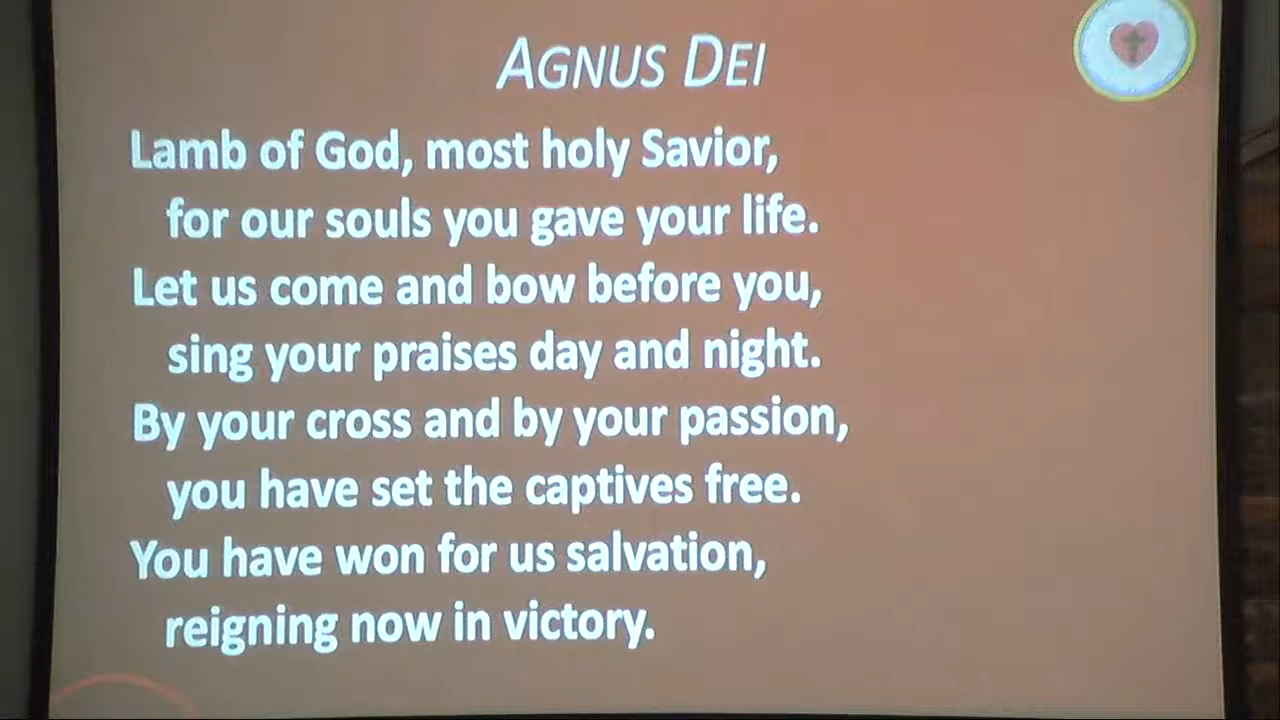 AGNUS DEI
Lamb of God, most holy Savior,
for our souls you gave your life.
Let us come and bow before you,
sing your praises day and night.
By your cross and by your passion,
you have set the captives free.
You have won for us salvation,
reigning now in victory.